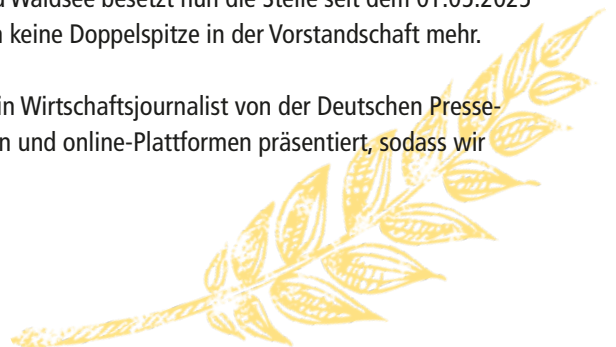 Waldsee besetzt nun die Stelle seit dem 01.05.2025
keine Doppelspitze in der Vorstandschaft mehr.
in Wirtschaftsjournalist von der Deutschen Presse-
n und online-Plattformen präsentiert, sodass wir